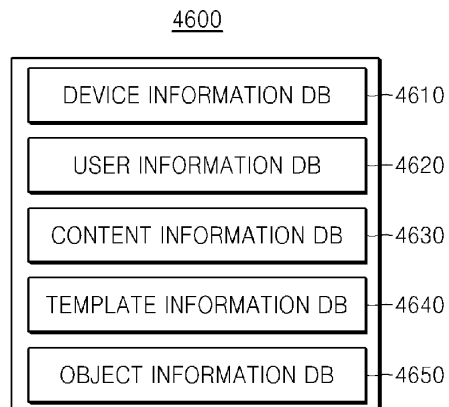 4600
DEVICE INFORMATION DB 4610
USER INFORMATION DB 4620
CONTENT INFORMATION DB 4630
TEMPLATE INFORMATION DB 4640
OBJECT INFORMATION DB 4650